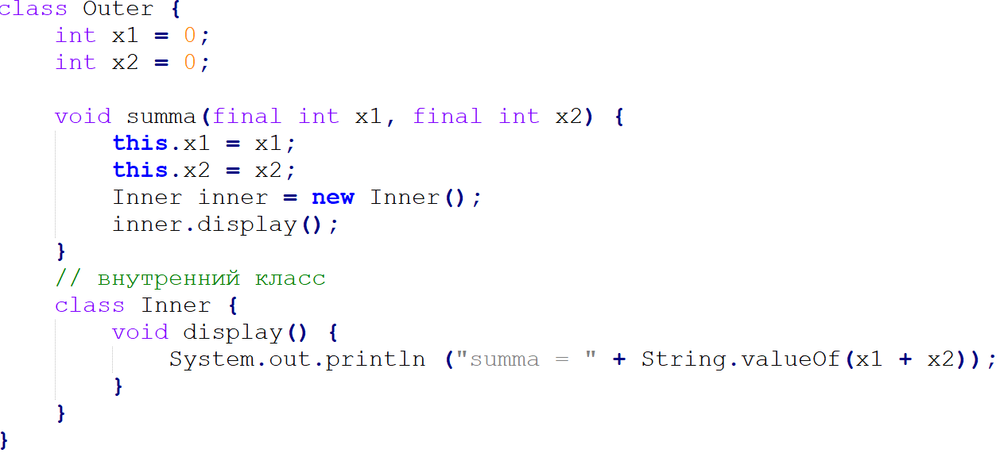 class Outer {
    int x1 = 0;
    int x2 = 0;

    void summa(final int x1, final int x2) {
        this.x1 = x1;
        this.x2 = x2;
        Inner inner = new Inner();
        inner.display();
    }
    // внутренний класс
    class Inner {
        void display() {
            System.out.println ("summa = " + String.valueOf(x1 + x2));
        }
    }
}